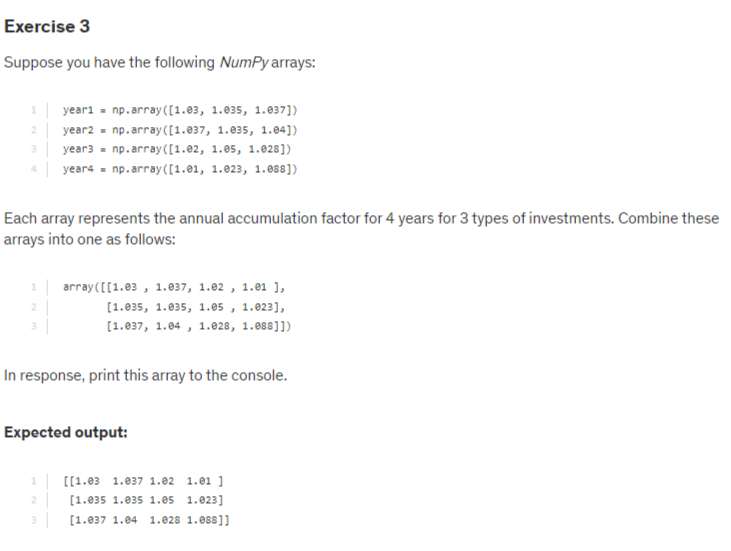 Exercise 3
Suppose you have the following NumPy arrays:
1 year1 = np.array([1.03, 1.035, 1.037])
2 year2 = np.array([1.037, 1.035, 1.04])
3 year3 = np.array([1.02, 1.05, 1.028])
4 year4 = np.array([1.01, 1.023, 1.088])
Each array represents the annual accumulation factor for 4 years for 3 types of investments. Combine these
arrays into one as follows:
1 array([[1.03 , 1.037, 1.02 , 1.01 ],
2 [1.035, 1.035, 1.05 , 1.023],
3 [1.037, 1.04 , 1.028, 1.088]])
In response, print this array to the console.
Expected output:
1 [[1.03 1.037 1.02 1.01 ]
2 [1.035 1.035 1.05 1.023]
3 [1.037 1.04 1.028 1.088]]